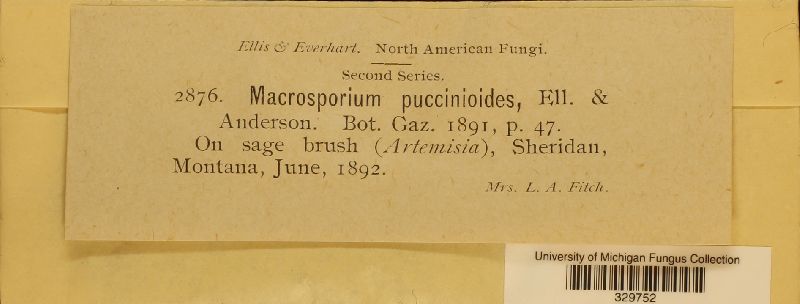 Ellis & Everhart. North American Fungi.
Second Series.
2876. Macrosporium puccinioides, Ell. &
Anderson. Bot. Gaz. 1891, p. 47.
On sage brush (Artemisia), Sheridan,
Montana, June, 1892.
Mrs. L. A. Fitch.
University of Michigan Fungus Collection
329752